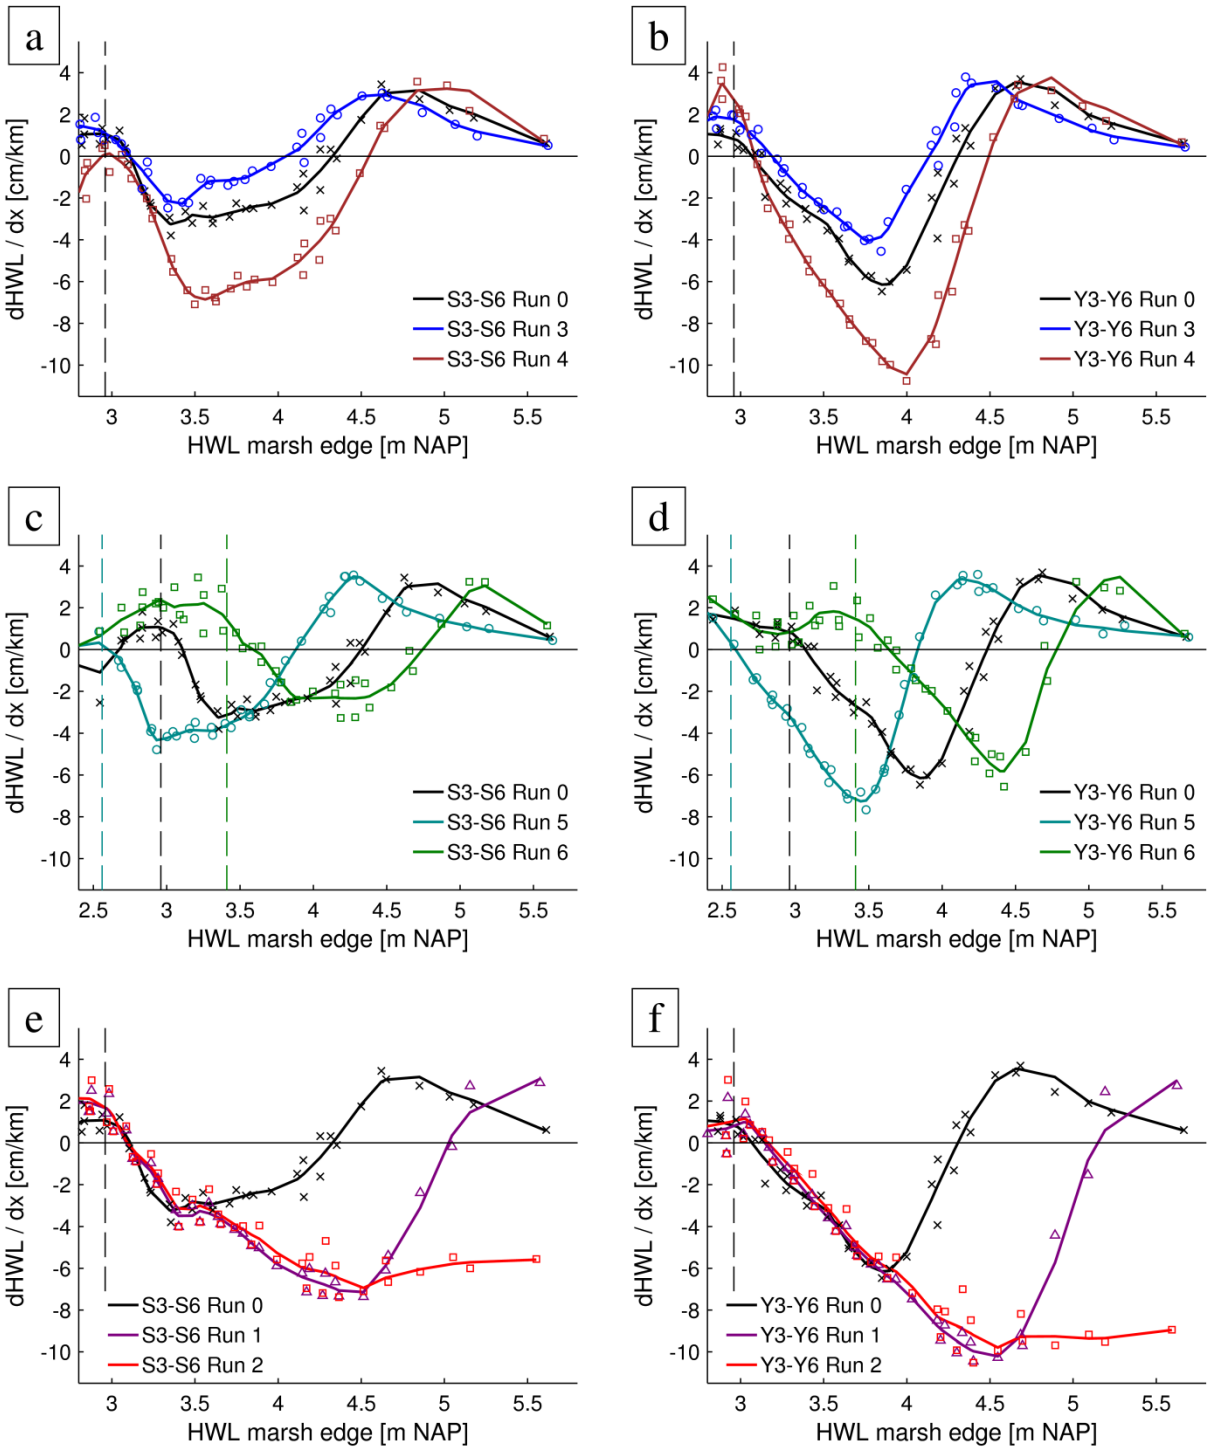 a
4
2
0
-2
-4
-6
-8
-10
dHWL / dx [cm/km]
S3-S6 Run 0
S3-S6 Run 3
S3-S6 Run 4
3 3.5 4 4.5 5 5.5
HWL marsh edge [m NAP]
b
4
2
0
-2
-4
-6
-8
-10
dHWL / dx [cm/km]
Y3-Y6 Run 0
Y3-Y6 Run 3
Y3-Y6 Run 4
3 3.5 4 4.5 5 5.5
HWL marsh edge [m NAP]
c
4
2
0
-2
-4
-6
-8
-10
dHWL / dx [cm/km]
S3-S6 Run 0
S3-S6 Run 5
S3-S6 Run 6
2.5 3 3.5 4 4.5 5 5.5
HWL marsh edge [m NAP]
d
4
2
0
-2
-4
-6
-8
-10
dHWL / dx [cm/km]
Y3-Y6 Run 0
Y3-Y6 Run 5
Y3-Y6 Run 6
2.5 3 3.5 4 4.5 5 5.5
HWL marsh edge [m NAP]
e
4
2
0
-2
-4
-6
-8
-10
dHWL / dx [cm/km]
S3-S6 Run 0
S3-S6 Run 1
S3-S6 Run 2
3 3.5 4 4.5 5 5.5
HWL marsh edge [m NAP]
f
4
2
0
-2
-4
-6
-8
-10
dHWL / dx [cm/km]
Y3-Y6 Run 0
Y3-Y6 Run 1
Y3-Y6 Run 2
3 3.5 4 4.5 5 5.5
HWL marsh edge [m NAP]